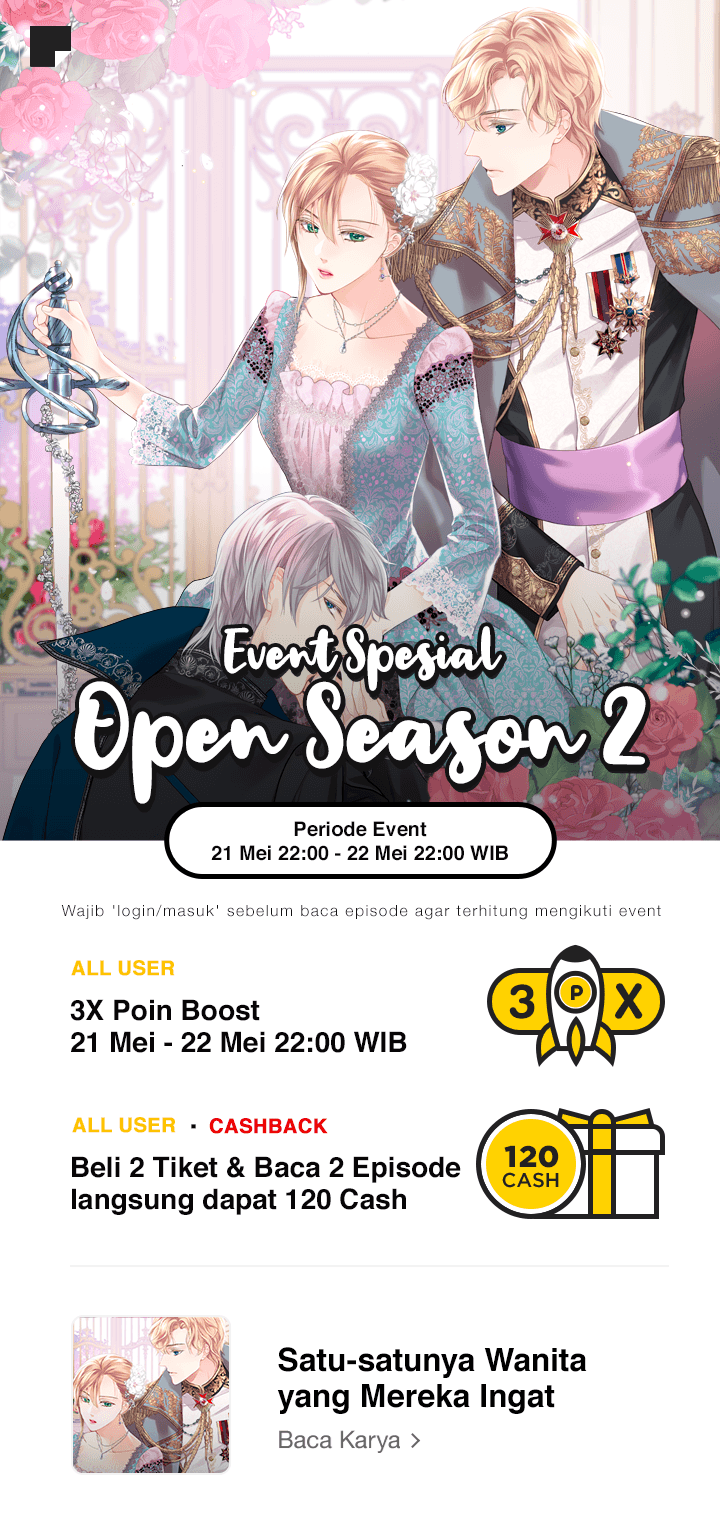 Event Spesial
Open Season 2
Periode Event
21 Mei 22:00 - 22 Mei 22:00 WIB
Wajib 'login/masuk' sebelum baca episode agar terhitung mengikuti event
ALL USER
3X Poin Boost
21 Mei - 22 Mei 22:00 WIB
3 P X
ALL USER · CASHBACK
Beli 2 Tiket & Baca 2 Episode
langsung dapat 120 Cash
120
CASH
Satu-satunya Wanita
yang Mereka Ingat
Baca Karya >